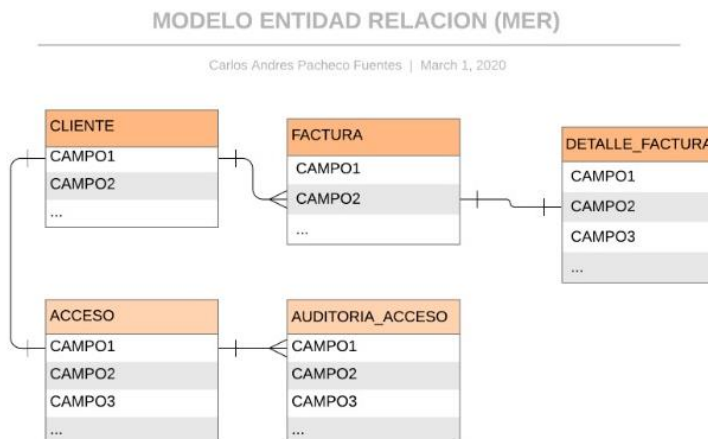 MODELO ENTIDAD RELACION (MER)
Carlos Andres Pacheco Fuentes | March 1, 2020
CLIENTE
CAMPO1
CAMPO2
...
FACTURA
CAMPO1
CAMPO2
...
DETALLE_FACTURA
CAMPO1
CAMPO2
CAMPO3
...
ACCESO
CAMPO1
CAMPO2
CAMPO3
...
AUDITORIA_ACCESO
CAMPO1
CAMPO2
CAMPO3
...